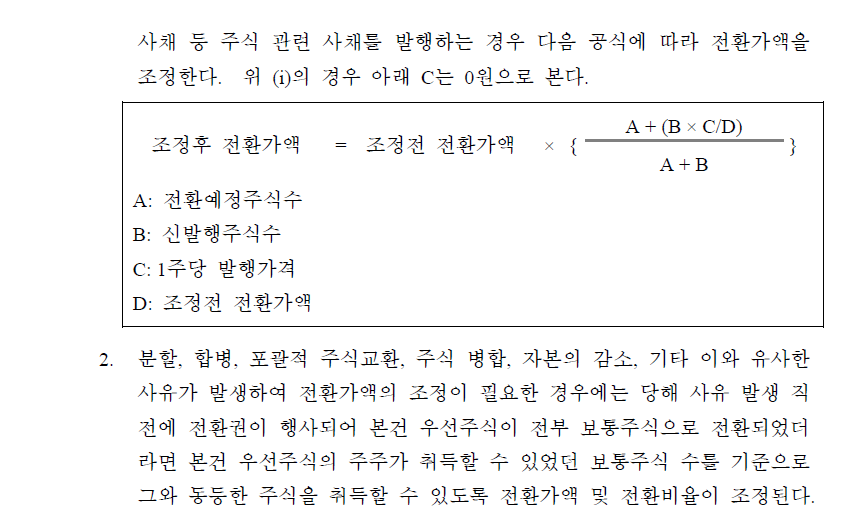 사채 등 주식 관련 사채를 발행하는 경우 다음 공식에 따라 전환가액을
조정한다. 위 (i)의 경우 아래 C는 0원으로 본다.
조정후 전환가액 = 조정전 전환가액 × { A + (B × C/D) / A + B }
A: 전환예정주식수
B: 신발행주식수
C: 1주당 발행가격
D: 조정전 전환가액
2. 분할, 합병, 포괄적 주식교환, 주식 병합, 자본의 감소, 기타 이와 유사한
사유가 발생하여 전환가액의 조정이 필요한 경우에는 당해 사유 발생 직
전에 전환권이 행사되어 본건 우선주식이 전부 보통주식으로 전환되었더
라면 본건 우선주식의 주주가 취득할 수 있었던 보통주식 수를 기준으로
그와 동등한 주식을 취득할 수 있도록 전환가액 및 전환비율이 조정된다.